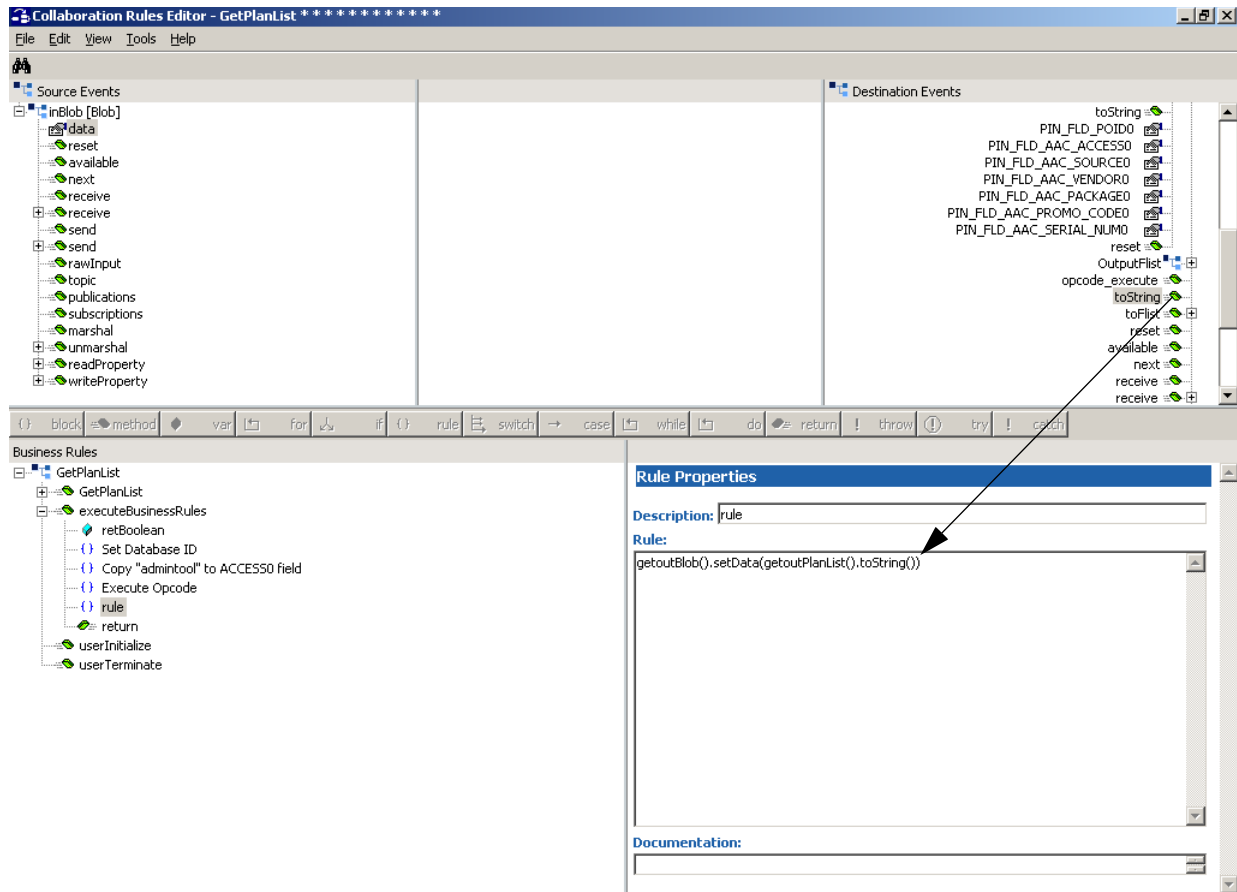 Collaboration Rules Editor - GetPlanList * * * * * * * * * * * *
File Edit View Tools Help
Source Events
Destination Events
inBlob [Blob]
data
reset
available
next
receive
receive
send
send
rawInput
topic
publications
subscriptions
marshal
unmarshal
readProperty
writeProperty
toString
PIN_FLD_POID0
PIN_FLD_AAC_ACCESS0
PIN_FLD_AAC_SOURCE0
PIN_FLD_AAC_VENDOR0
PIN_FLD_AAC_PACKAGE0
PIN_FLD_AAC_PROMO_CODE0
PIN_FLD_AAC_SERIAL_NUM0
reset
OutputFlist
opcode_execute
toString
toFlist
reset
available
next
receive
receive
{} block method var for if {} rule switch case while do return ! throw try ! catch
Business Rules
GetPlanList
GetPlanList
executeBusinessRules
retBoolean
{} Set Database ID
{} Copy "admintool" to ACCESS0 field
{} Execute Opcode
{} rule
return
userInitialize
userTerminate
Rule Properties
Description: rule
Rule:
getoutBlob().setData(getoutPlanList().toString())
Documentation: